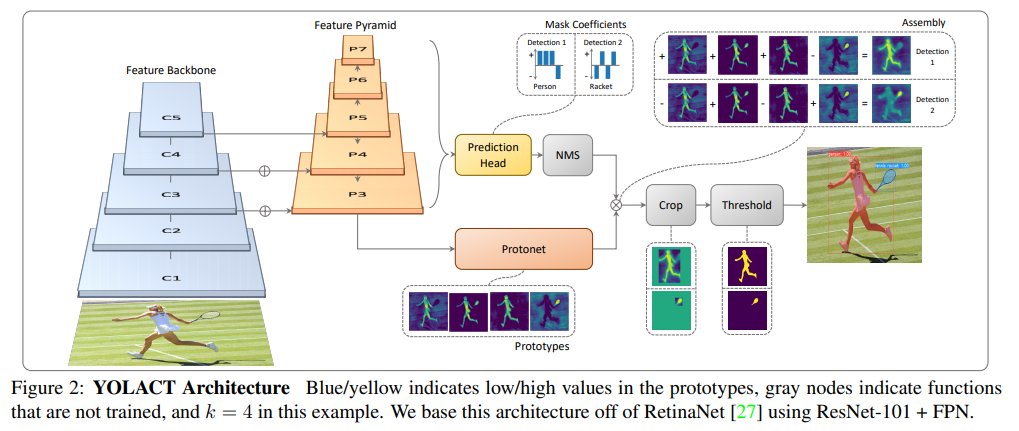 Feature Pyramid
Mask Coefficients
Assembly
Feature Backbone
P7
P6
P5
P4
P3
C5
C4
C3
C2
C1
Detection 1
Detection 2
+
-
+
-
Person
Racket
+ + + - = Detection 1
- + - + = Detection 2
Prediction Head
NMS
Crop
Threshold
Protonet
Prototypes
Figure 2: YOLACT Architecture Blue/yellow indicates low/high values in the prototypes, gray nodes indicate functions
that are not trained, and k = 4 in this example. We base this architecture off of RetinaNet [27] using ResNet-101 + FPN.